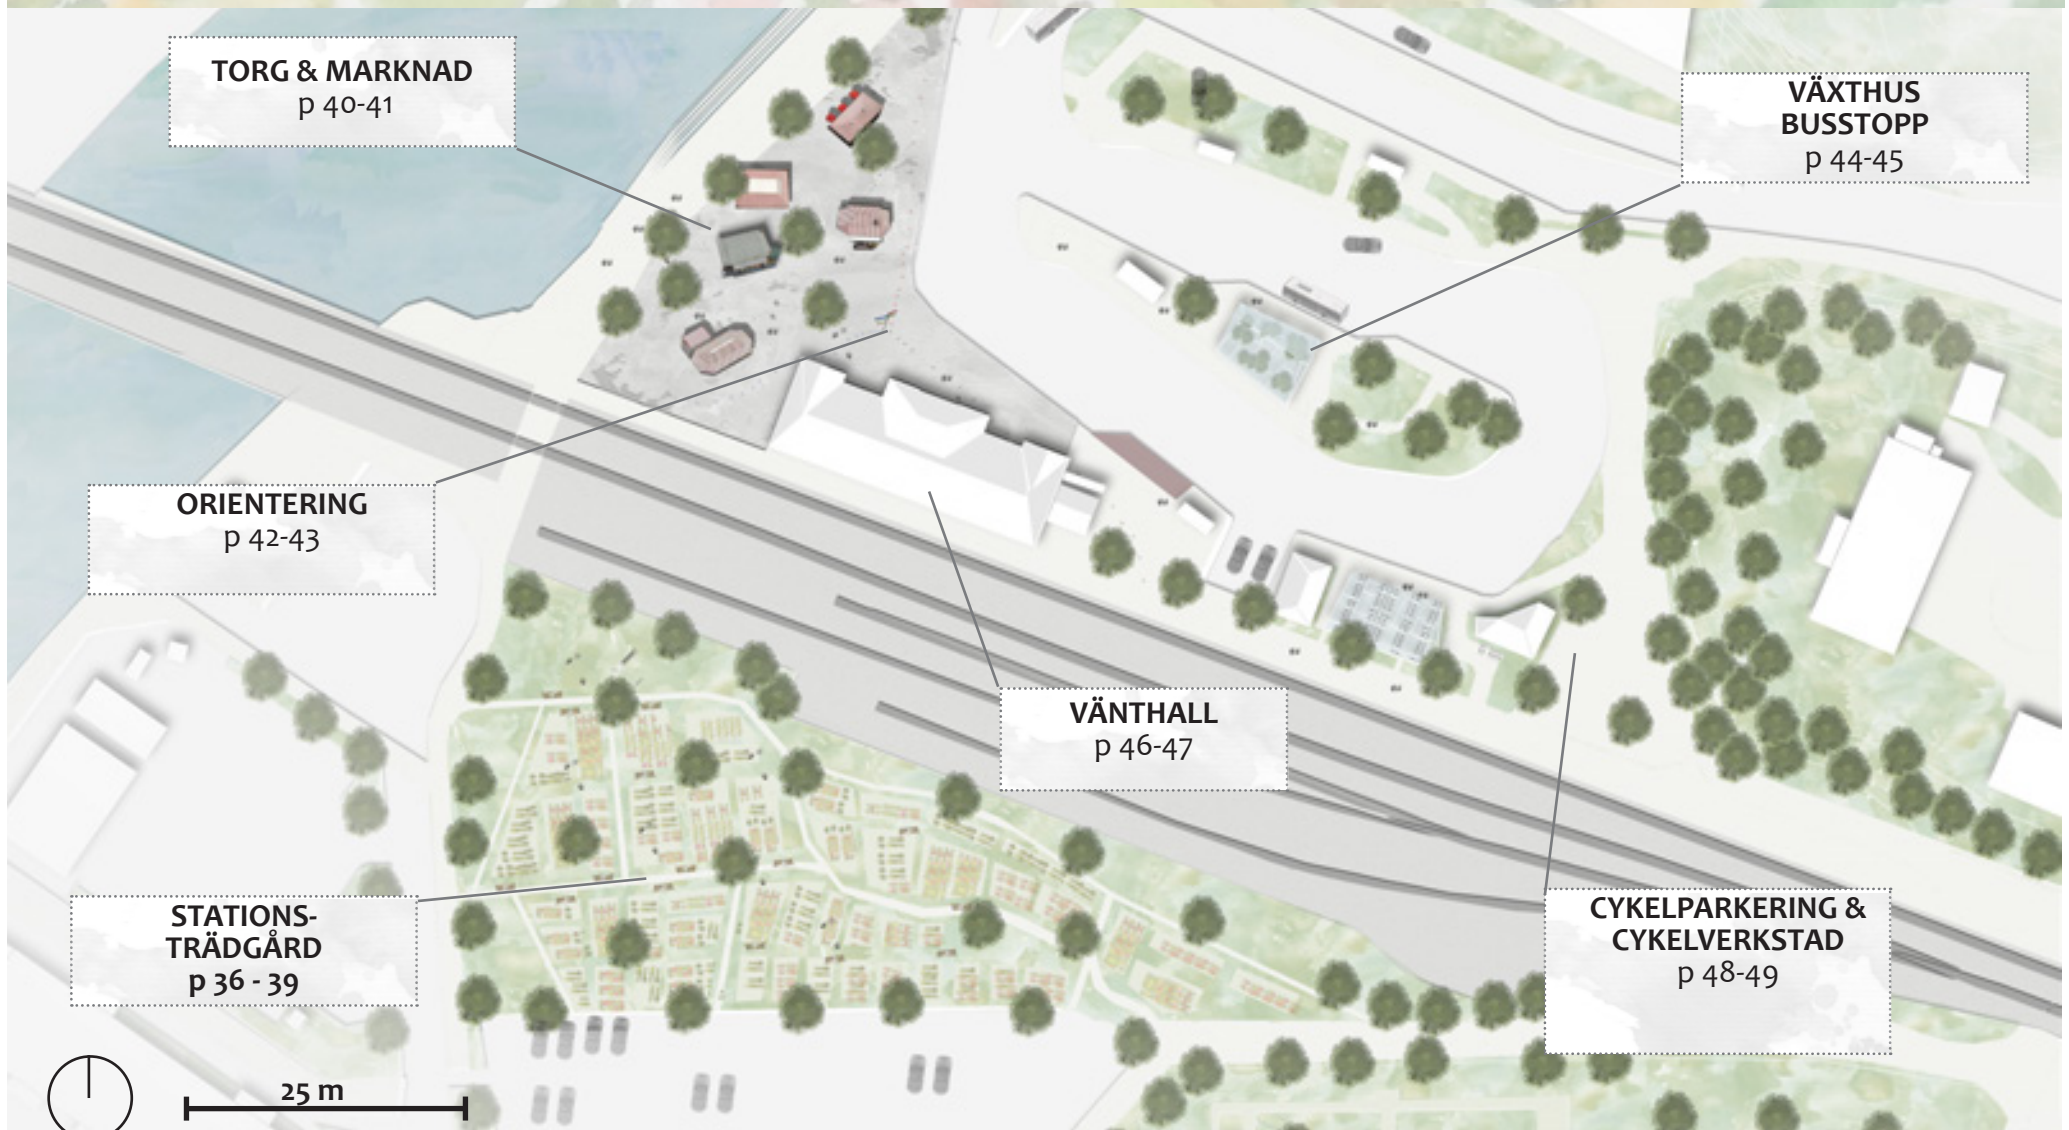 TORG & MARKNAD
p 40-41
VÄXTHUS
BUSSTOPP
p 44-45
ORIENTERING
p 42-43
VÄNTHALL
p 46-47
STATIONS-
TRÄDGÅRD
p 36 - 39
CYKELPARKERING &
CYKELVERKSTAD
p 48-49
25 m